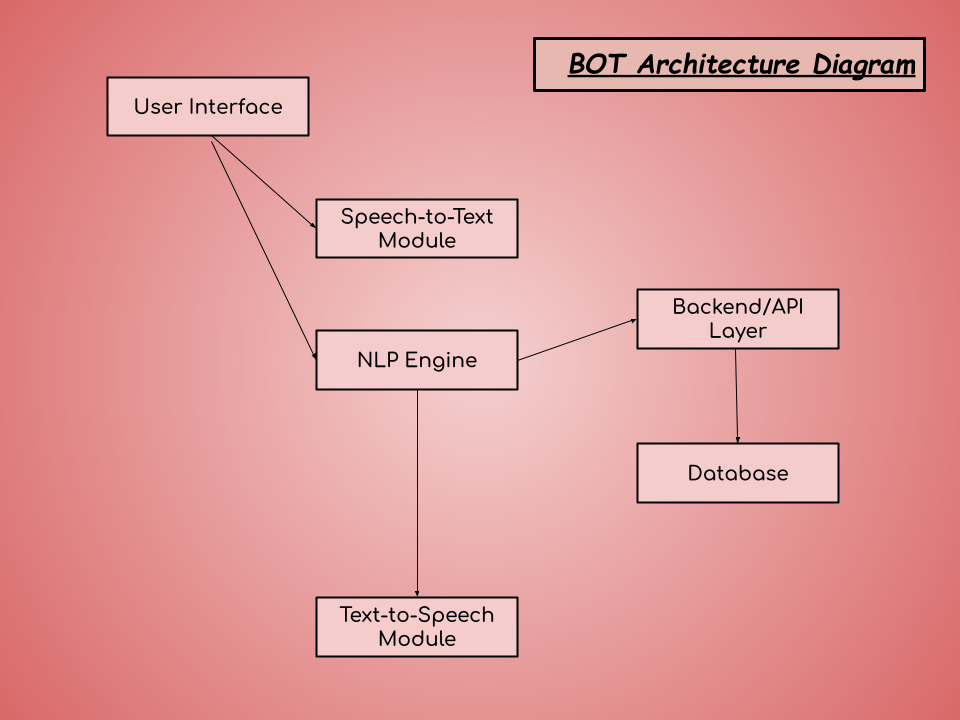 BOT Architecture Diagram
User Interface
Speech-to-Text
Module
Backend/API
Layer
NLP Engine
Database
Text-to-Speech
Module